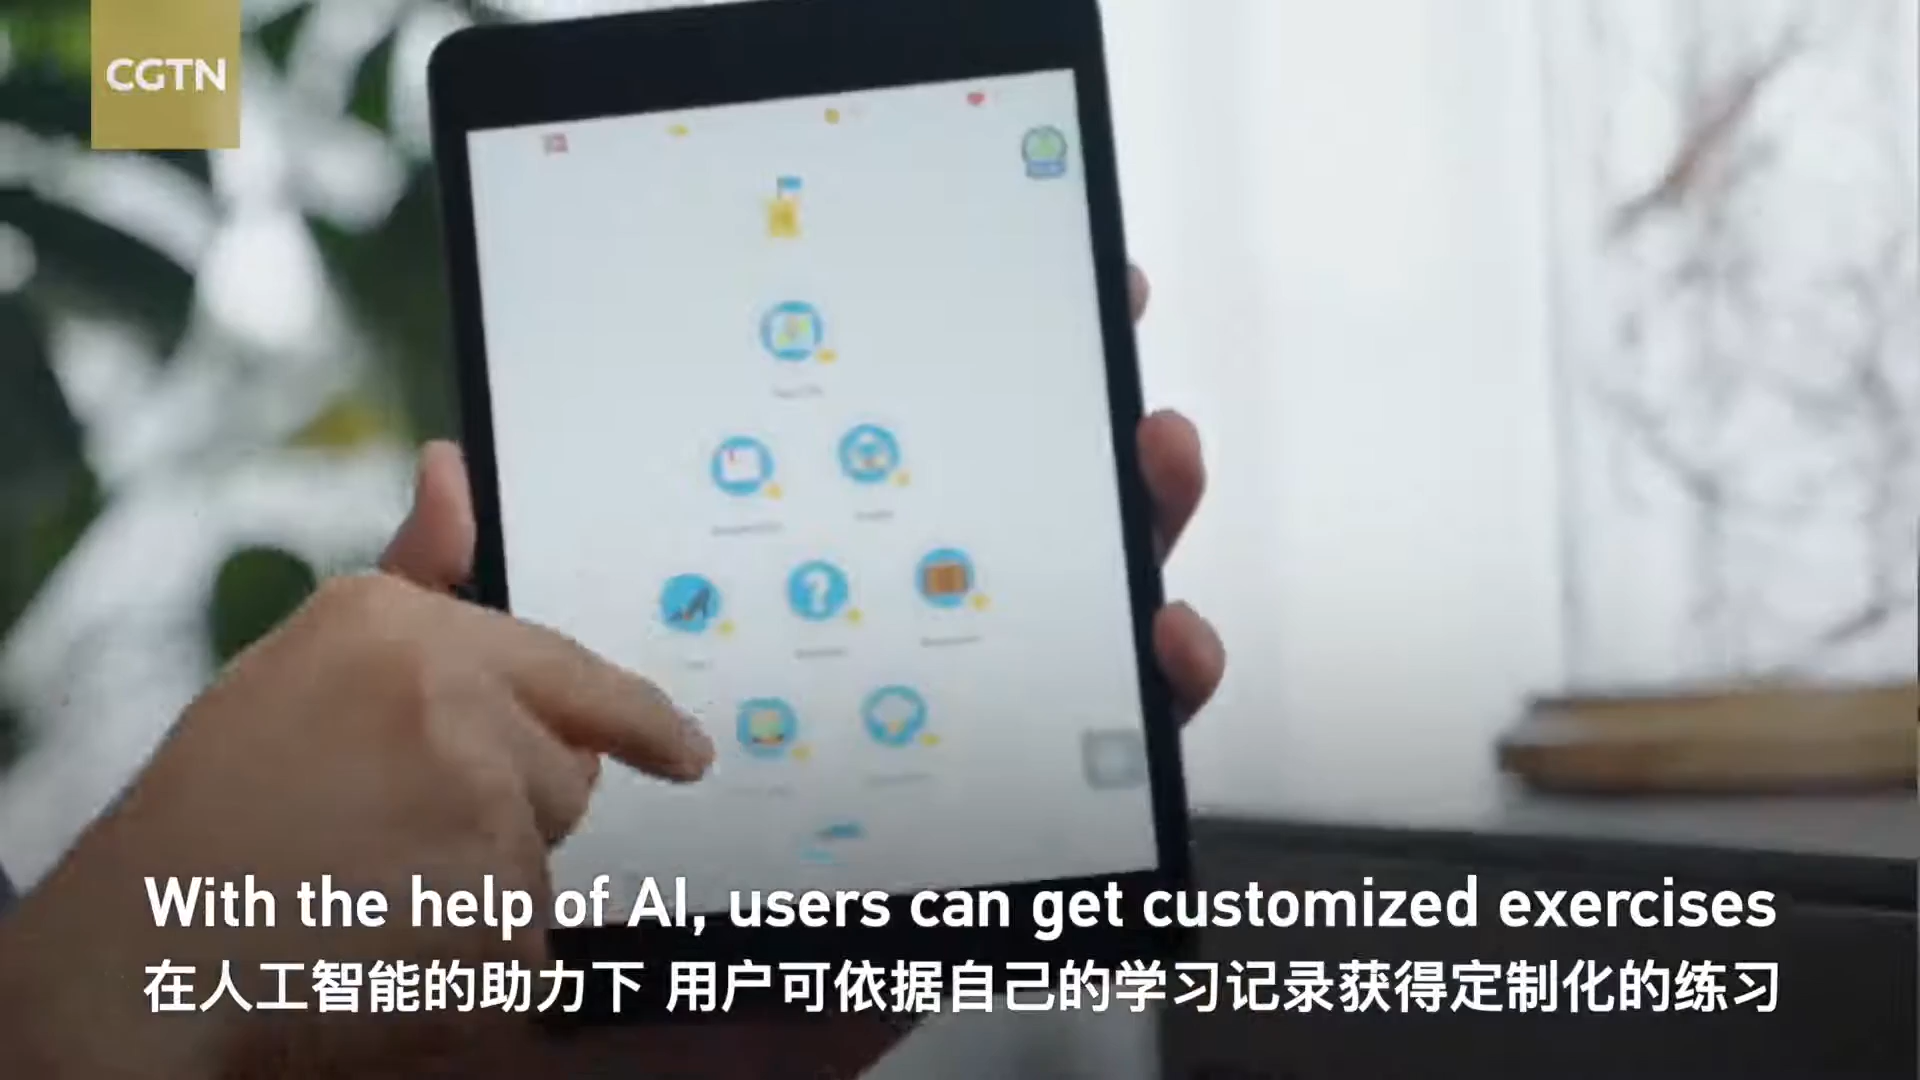 CGTN
With the help of AI, users can get customized exercises
在人工智能的助力下 用户可依据自己的学习记录获得定制化的练习